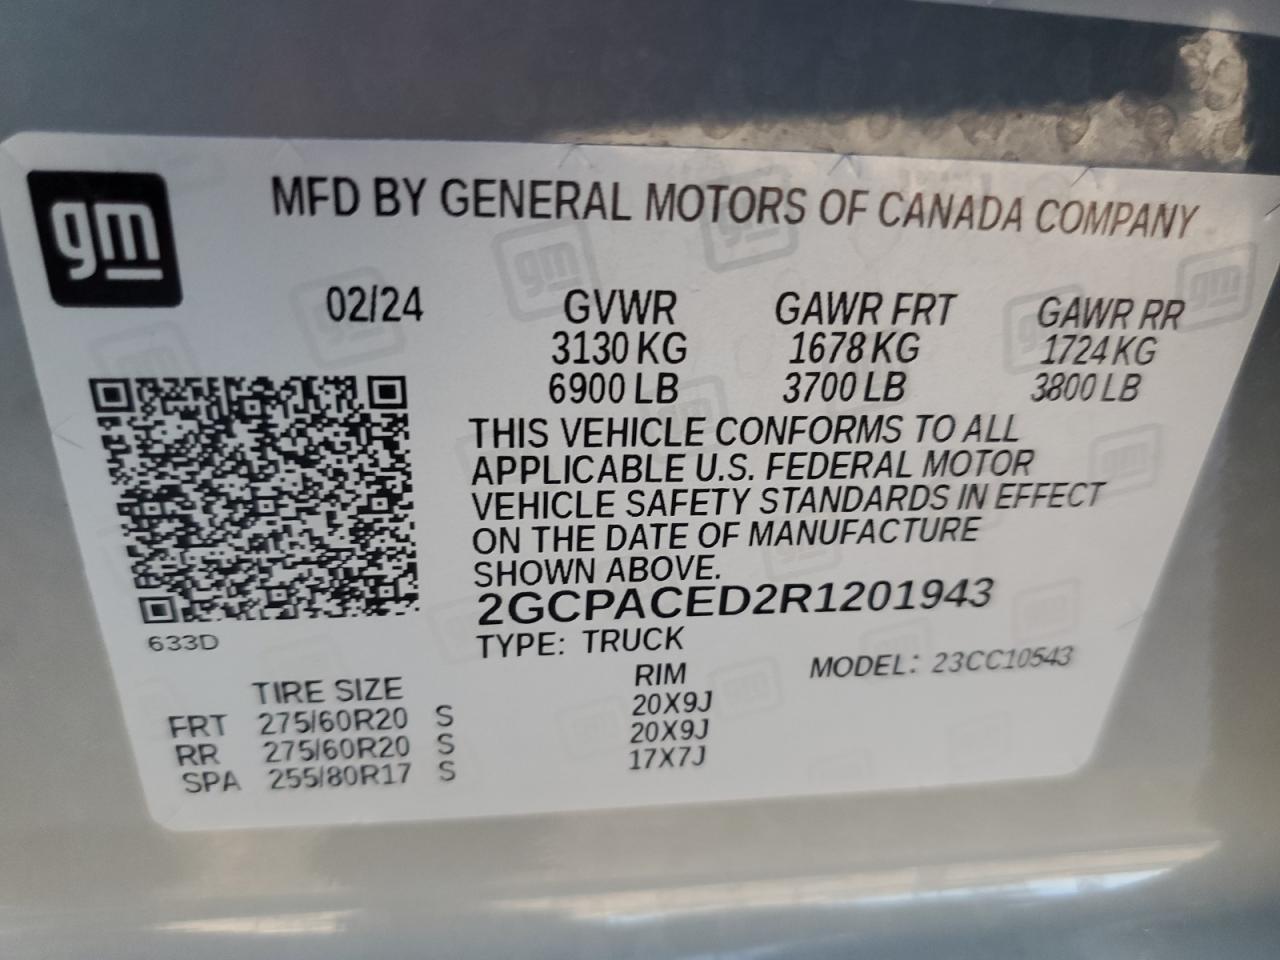 gm
MFD BY GENERAL MOTORS OF CANADA COMPANY
02/24 GVWR GAWR FRT GAWR RR
3130 KG 1678 KG 1724 KG
6900 LB 3700 LB 3800 LB
THIS VEHICLE CONFORMS TO ALL
APPLICABLE U.S. FEDERAL MOTOR
VEHICLE SAFETY STANDARDS IN EFFECT
ON THE DATE OF MANUFACTURE
SHOWN ABOVE.
2GCPACED2R1201943
633D
TYPE: TRUCK
MODEL: 23CC10543
TIRE SIZE RIM
FRT 275/60R20 S 20X9J
RR 275/60R20 S 20X9J
SPA 255/80R17 S 17X7J